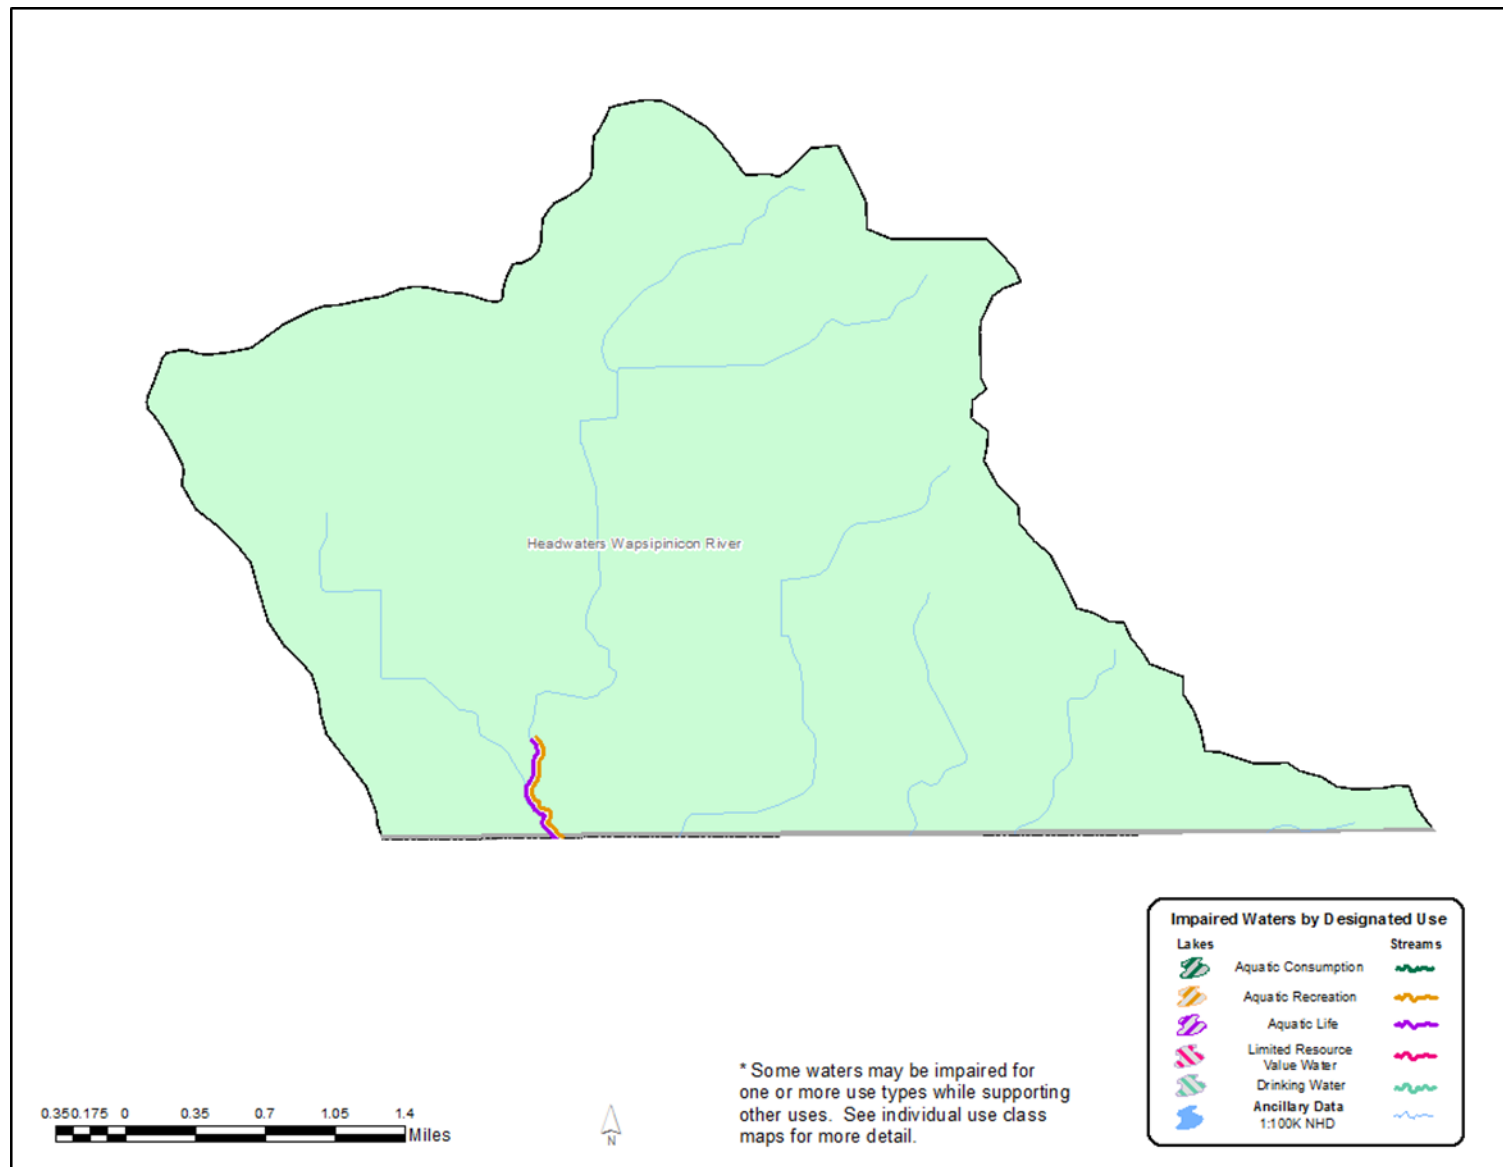 Headwaters Wapsipinicon River
Impaired Waters by Designated Use
Lakes Streams
Aquatic Consumption
Aquatic Recreation
Aquatic Life
Limited Resource
Value Water
Drinking Water
Ancillary Data
1:100K NHD
* Some waters may be impaired for
one or more use types while supporting
other uses. See individual use class
maps for more detail.
0.35 0.175 0 0.35 0.7 1.05 1.4
Miles
N